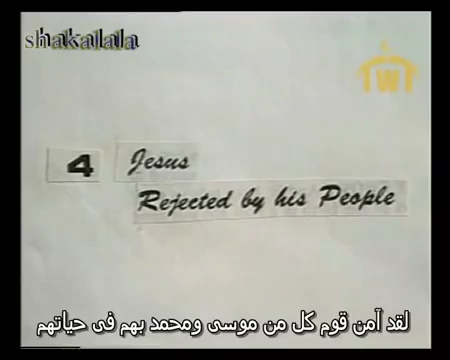 shakalala
W
4 Jesus
Rejected by his People
لقد آمن قوم كل من موسى ومحمد بهم فى حياتهم